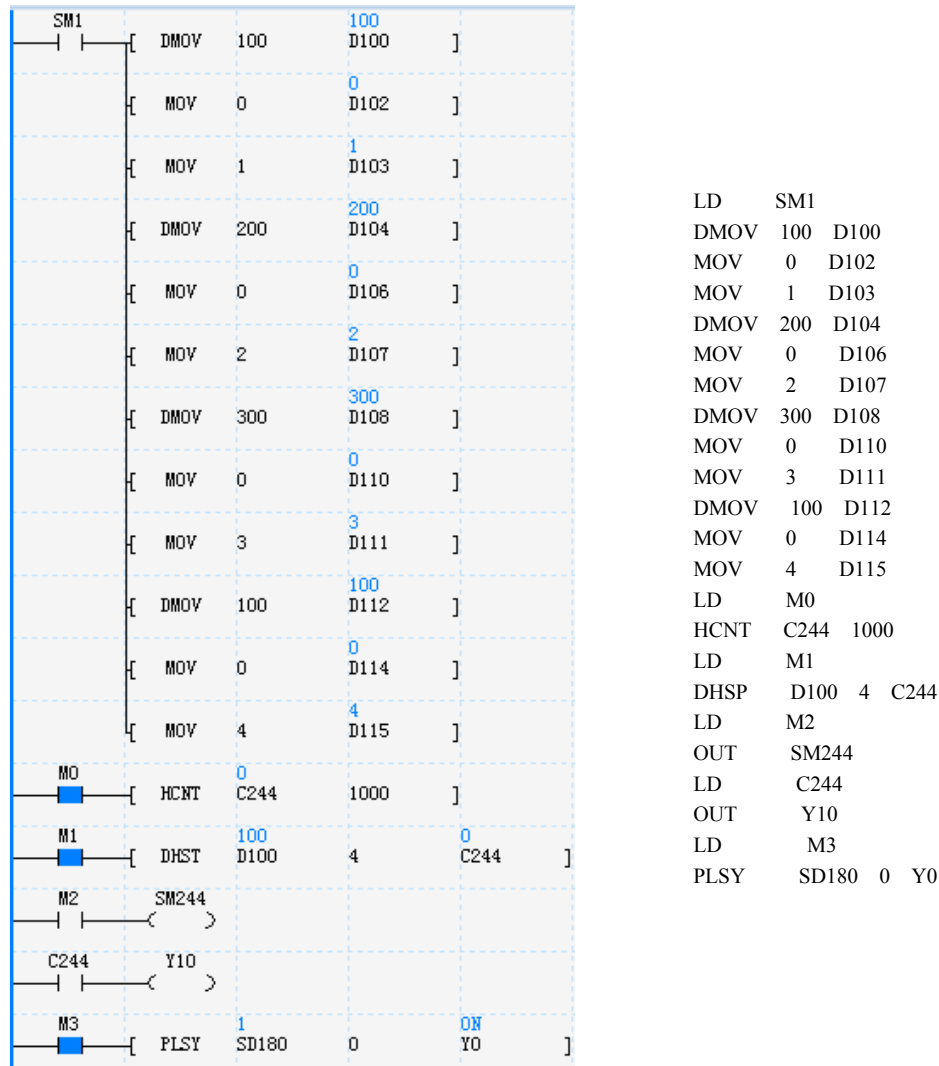 SM1 100
[ DMOV 100 D100 ]
0
[ MOV 0 D102 ]
1
[ MOV 1 D103 ]
200
[ DMOV 200 D104 ]
0
[ MOV 0 D106 ]
2
[ MOV 2 D107 ]
300
[ DMOV 300 D108 ]
0
[ MOV 0 D110 ]
3
[ MOV 3 D111 ]
100
[ DMOV 100 D112 ]
0
[ MOV 0 D114 ]
4
[ MOV 4 D115 ]
M0 0
[ HCNT C244 1000 ]
M1 100 0
[ DHST D100 4 C244 ]
M2 SM244
( )
C244 Y10
( )
M3 1 ON
[ PLSY SD180 0 Y0 ]
LD SM1
DMOV 100 D100
MOV 0 D102
MOV 1 D103
DMOV 200 D104
MOV 0 D106
MOV 2 D107
DMOV 300 D108
MOV 0 D110
MOV 3 D111
DMOV 100 D112
MOV 0 D114
MOV 4 D115
LD M0
HCNT C244 1000
LD M1
DHSP D100 4 C244
LD M2
OUT SM244
LD C244
OUT Y10
LD M3
PLSY SD180 0 Y0